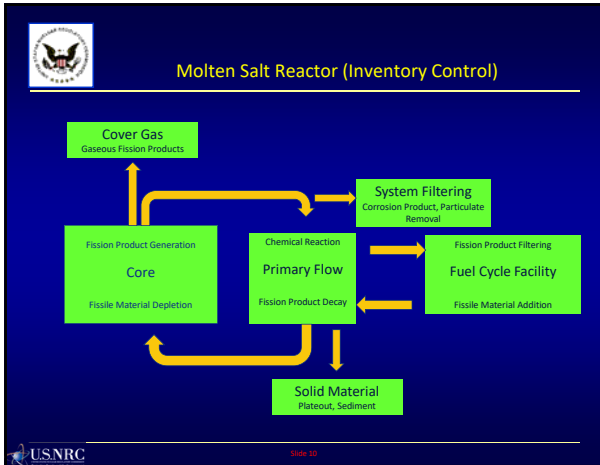 Molten Salt Reactor (Inventory Control)
Cover Gas
Gaseous Fission Products
System Filtering
Corrosion Product, Particulate
Removal
Fission Product Generation
Core
Fissile Material Depletion
Chemical Reaction
Primary Flow
Fission Product Decay
Fission Product Filtering
Fuel Cycle Facility
Fissile Material Addition
Solid Material
Plateout, Sediment
U.S.NRC
Slide 10